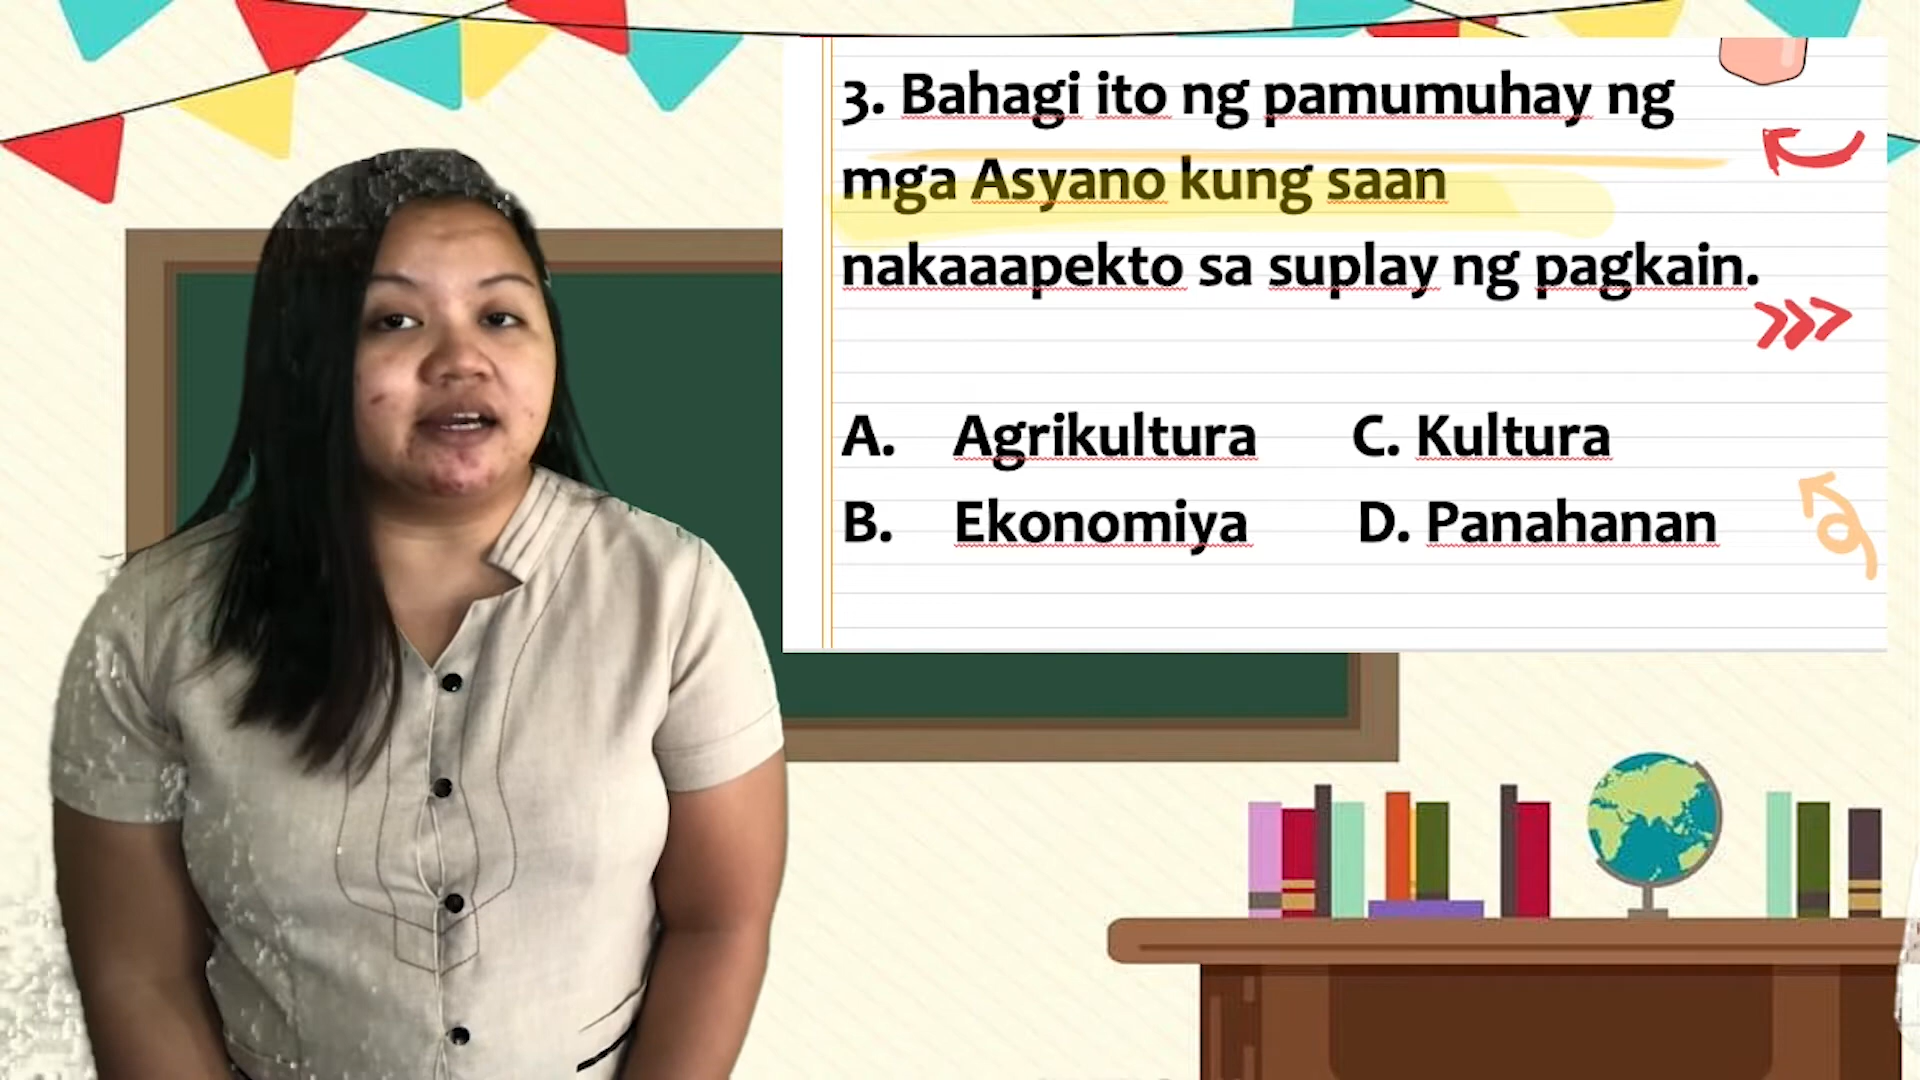 3. Bahagi ito ng pamumuhay ng
mga Asyano kung saan
nakaaapekto sa suplay ng pagkain.
A. Agrikultura C. Kultura
B. Ekonomiya D. Panahanan